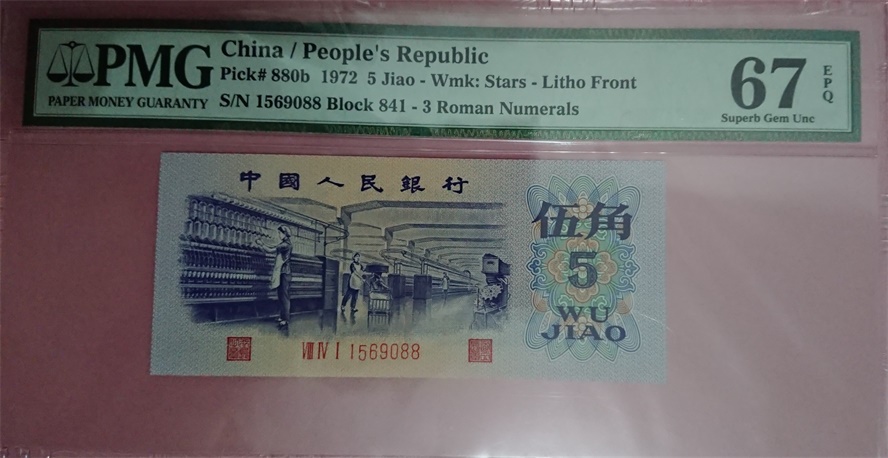 PMG
PAPER MONEY GUARANTY
China / People's Republic
Pick# 880b 1972 5 Jiao - Wmk: Stars - Litho Front
S/N 1569088 Block 841 - 3 Roman Numerals
67
EPQ
Superb Gem Unc
中國人民銀行
伍角
5
WU
JIAO
VIII IV I 1569088